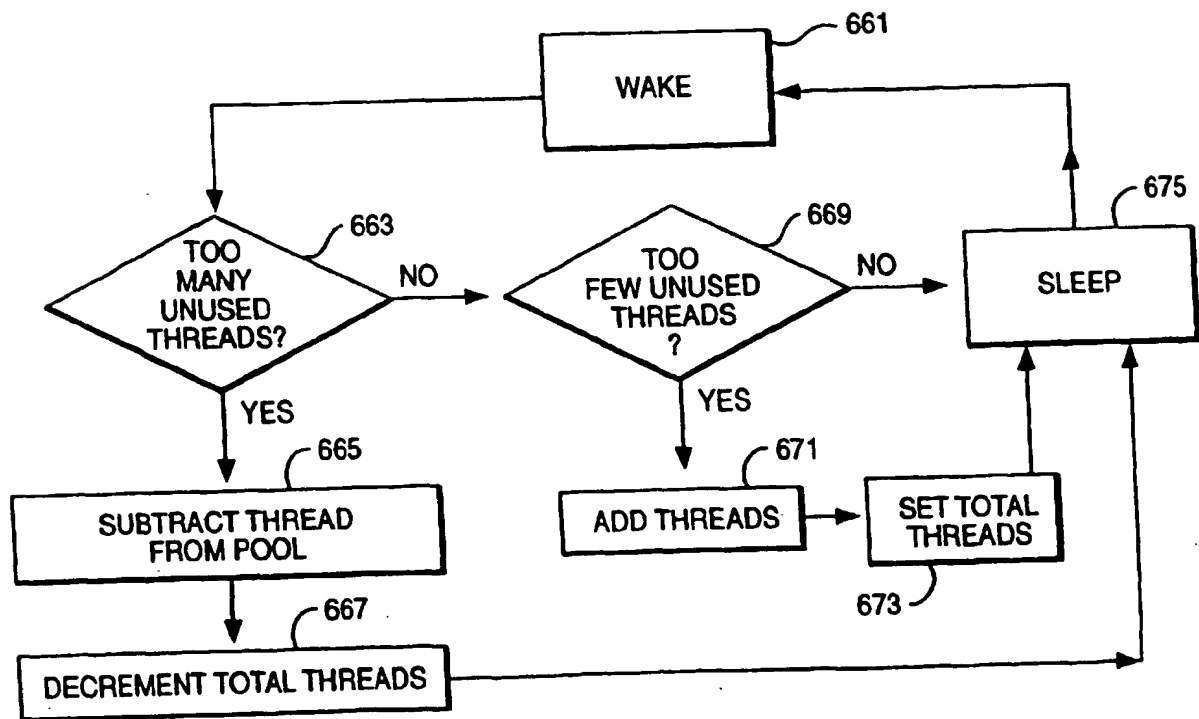 661
WAKE
675
SLEEP
663
TOO
MANY
UNUSED
THREADS?
NO
YES
669
TOO
FEW UNUSED
THREADS
?
NO
YES
665
SUBTRACT THREAD
FROM POOL
671
ADD THREADS
SET TOTAL
THREADS
673
667
DECREMENT TOTAL THREADS